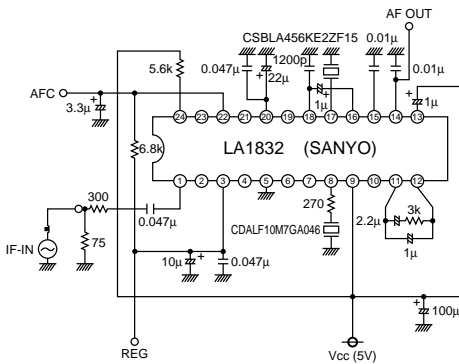 AF OUT
CSBLA456KE2ZF15
1200p
0.01µ
5.6k
0.047µ
22µ
0.01µ
AFC
1µ
1µ
3.3µ
24 23 22 21 20 19 18 17 16 15 14 13
6.8k
LA1832 (SANYO)
1 2 3 4 5 6 7 8 9 10 11 12
300
270
3k
0.047µ
2.2µ
IF-IN
75
CDALF10M7GA046
1µ
10µ
0.047µ
100µ
REG
Vcc (5V)